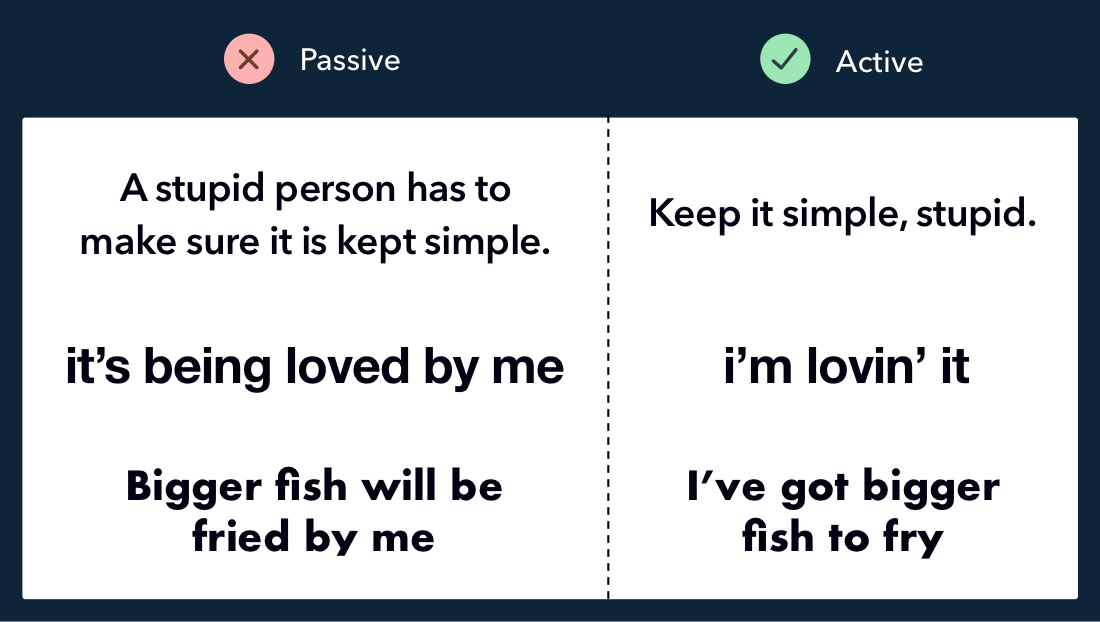 Passive
Active
A stupid person has to
make sure it is kept simple.
Keep it simple, stupid.
it’s being loved by me
i’m lovin’ it
Bigger fish will be
fried by me
I’ve got bigger
fish to fry